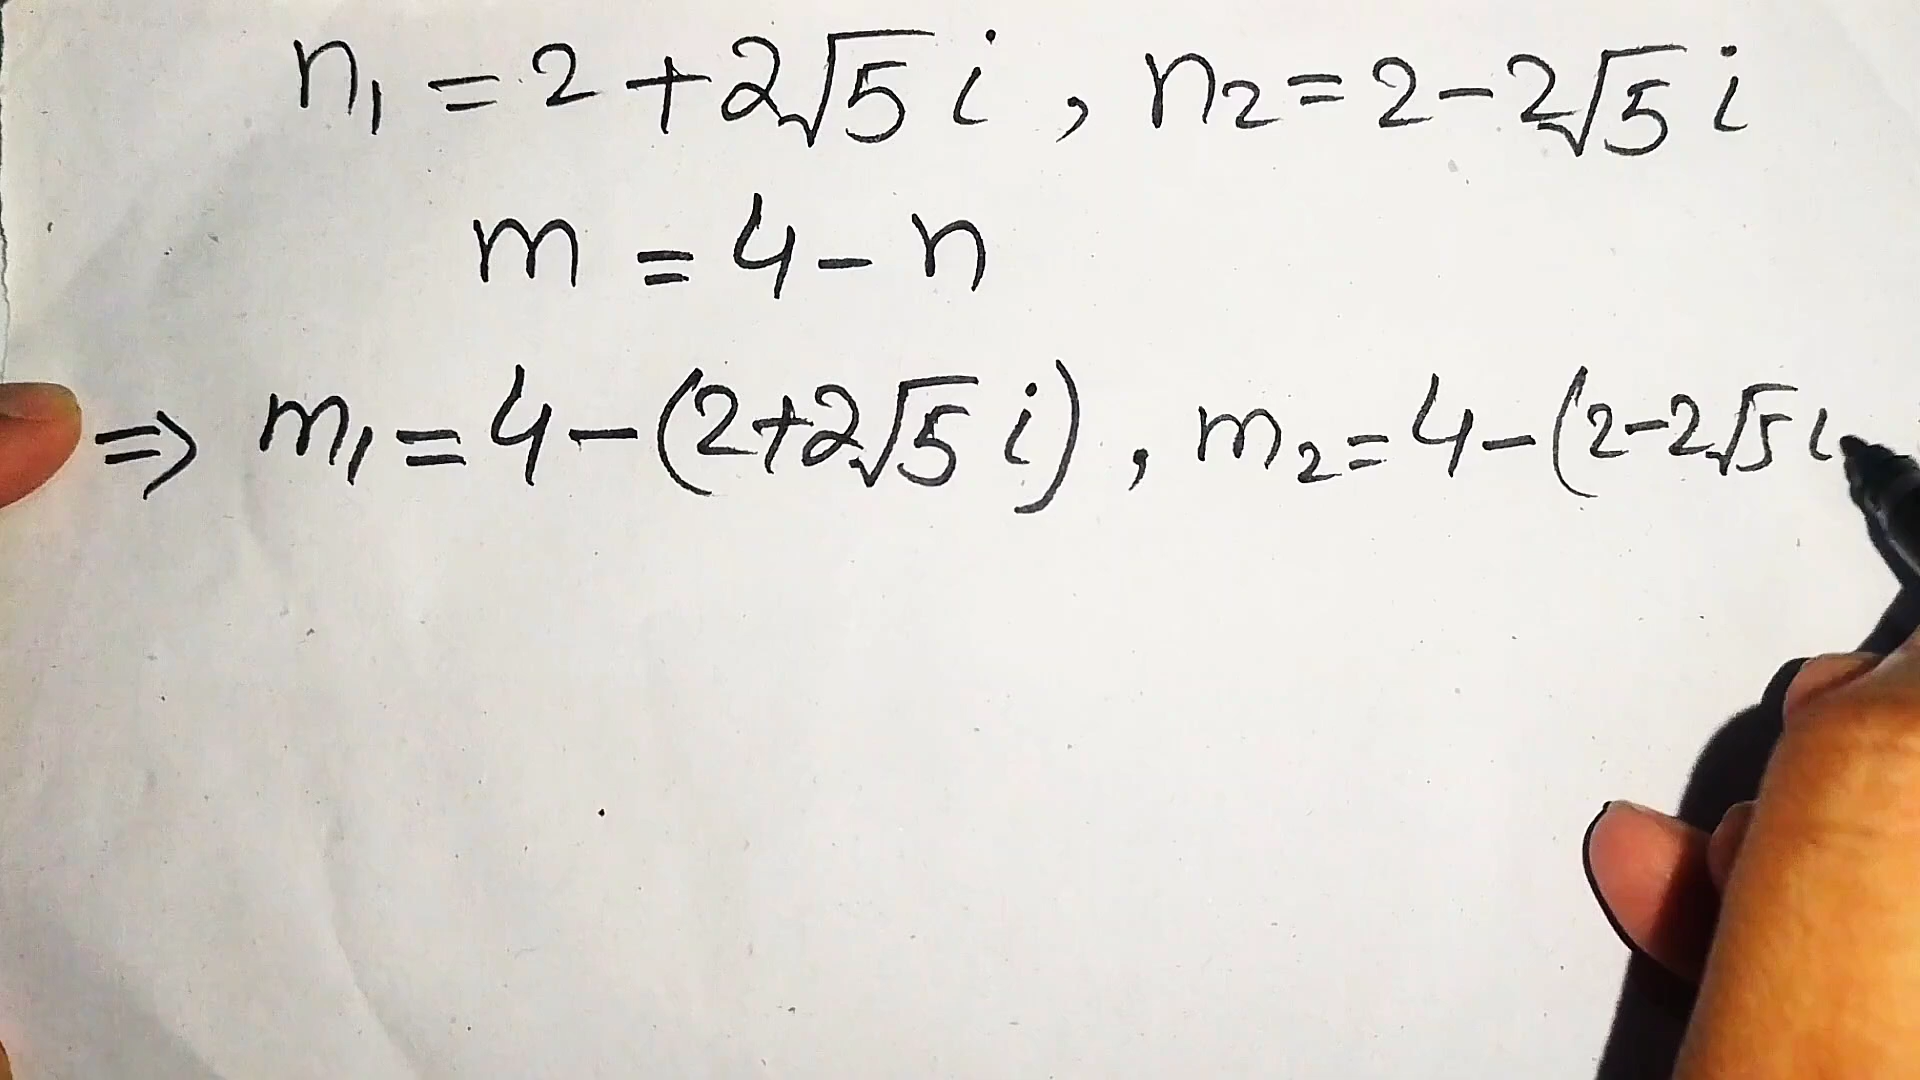 n₁ = 2 + 2√5 i , n₂ = 2 - 2√5 i
m = 4 - n
⇒ m₁ = 4 - (2+2√5 i) , m₂ = 4 - (2-2√5 i